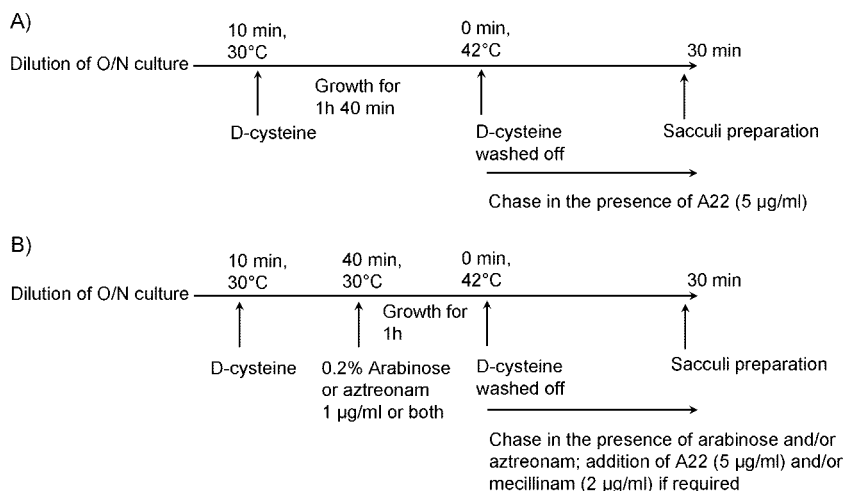 A)
10 min,
30°C
0 min,
42°C
30 min
Dilution of O/N culture
Growth for
1h 40 min
D-cysteine
D-cysteine
washed off
Sacculi preparation
Chase in the presence of A22 (5 µg/ml)
B)
10 min,
30°C
40 min,
30°C
0 min,
42°C
30 min
Dilution of O/N culture
Growth for
1h
D-cysteine
0.2% Arabinose
or aztreonam
1 µg/ml or both
D-cysteine
washed off
Sacculi preparation
Chase in the presence of arabinose and/or
aztreonam; addition of A22 (5 µg/ml) and/or
mecillinam (2 µg/ml) if required